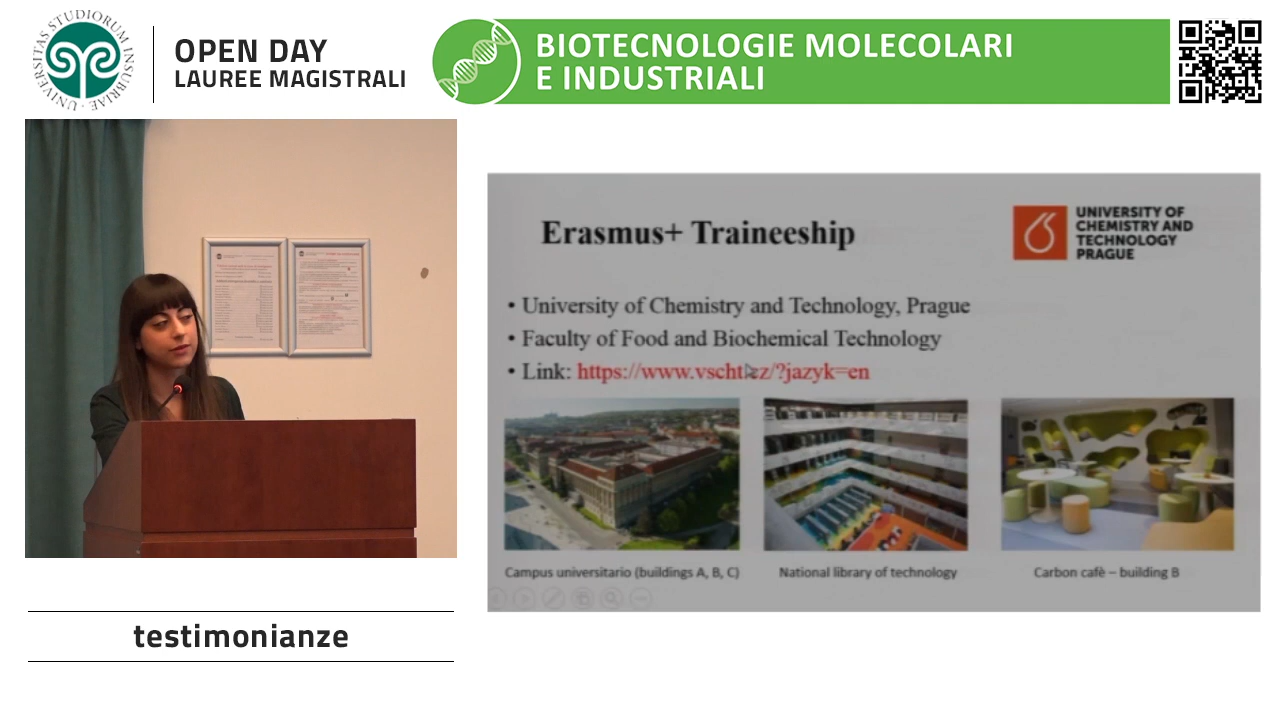 UNIVERSITAS STUDIORUM INSUBRIAE
OPEN DAY
LAUREE MAGISTRALI
BIOTECNOLOGIE MOLECOLARI
E INDUSTRIALI
Erasmus+ Traineeship
UNIVERSITY OF
CHEMISTRY AND
TECHNOLOGY
PRAGUE
• University of Chemistry and Technology, Prague
• Faculty of Food and Biochemical Technology
• Link: https://www.vscht.cz/?jazyk=en
Campus universitario (buildings A, B, C)
National library of technology
Carbon cafè – building B
testimonianze